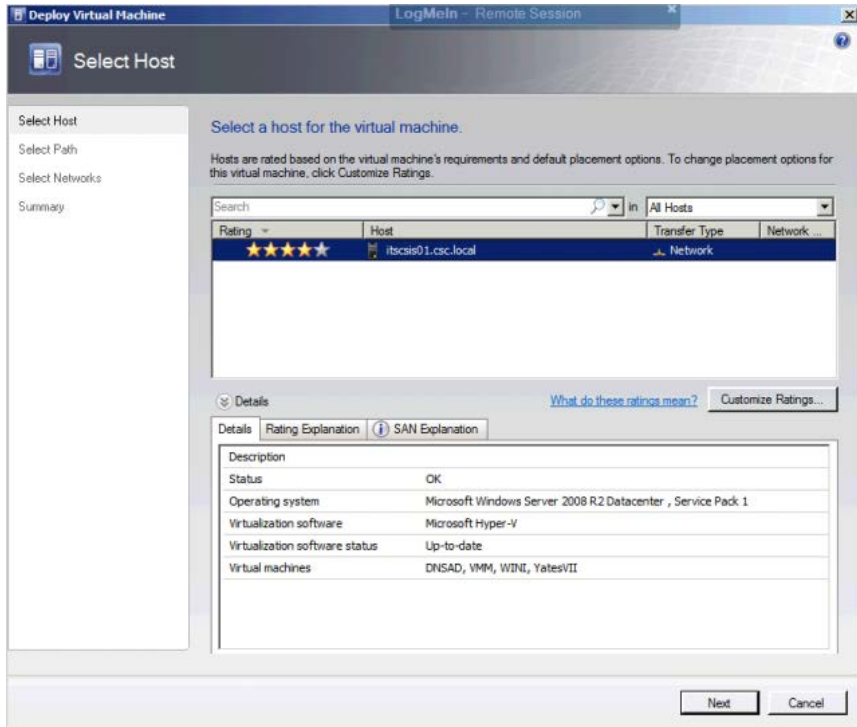 Deploy Virtual Machine
LogMeIn - Remote Session
Select Host
Select Host
Select Path
Select Networks
Summary
Select a host for the virtual machine.
Hosts are rated based on the virtual machine's requirements and default placement options. To change placement options for
this virtual machine, click Customize Ratings.
Search in All Hosts
Rating Host Transfer Type Network ...
itscsis01.csc.local Network
Details What do these ratings mean? Customize Ratings...
Details Rating Explanation SAN Explanation
Description
Status OK
Operating system Microsoft Windows Server 2008 R2 Datacenter , Service Pack 1
Virtualization software Microsoft Hyper-V
Virtualization software status Up-to-date
Virtual machines DNSAD, VMM, WINI, YatesVII
Next Cancel